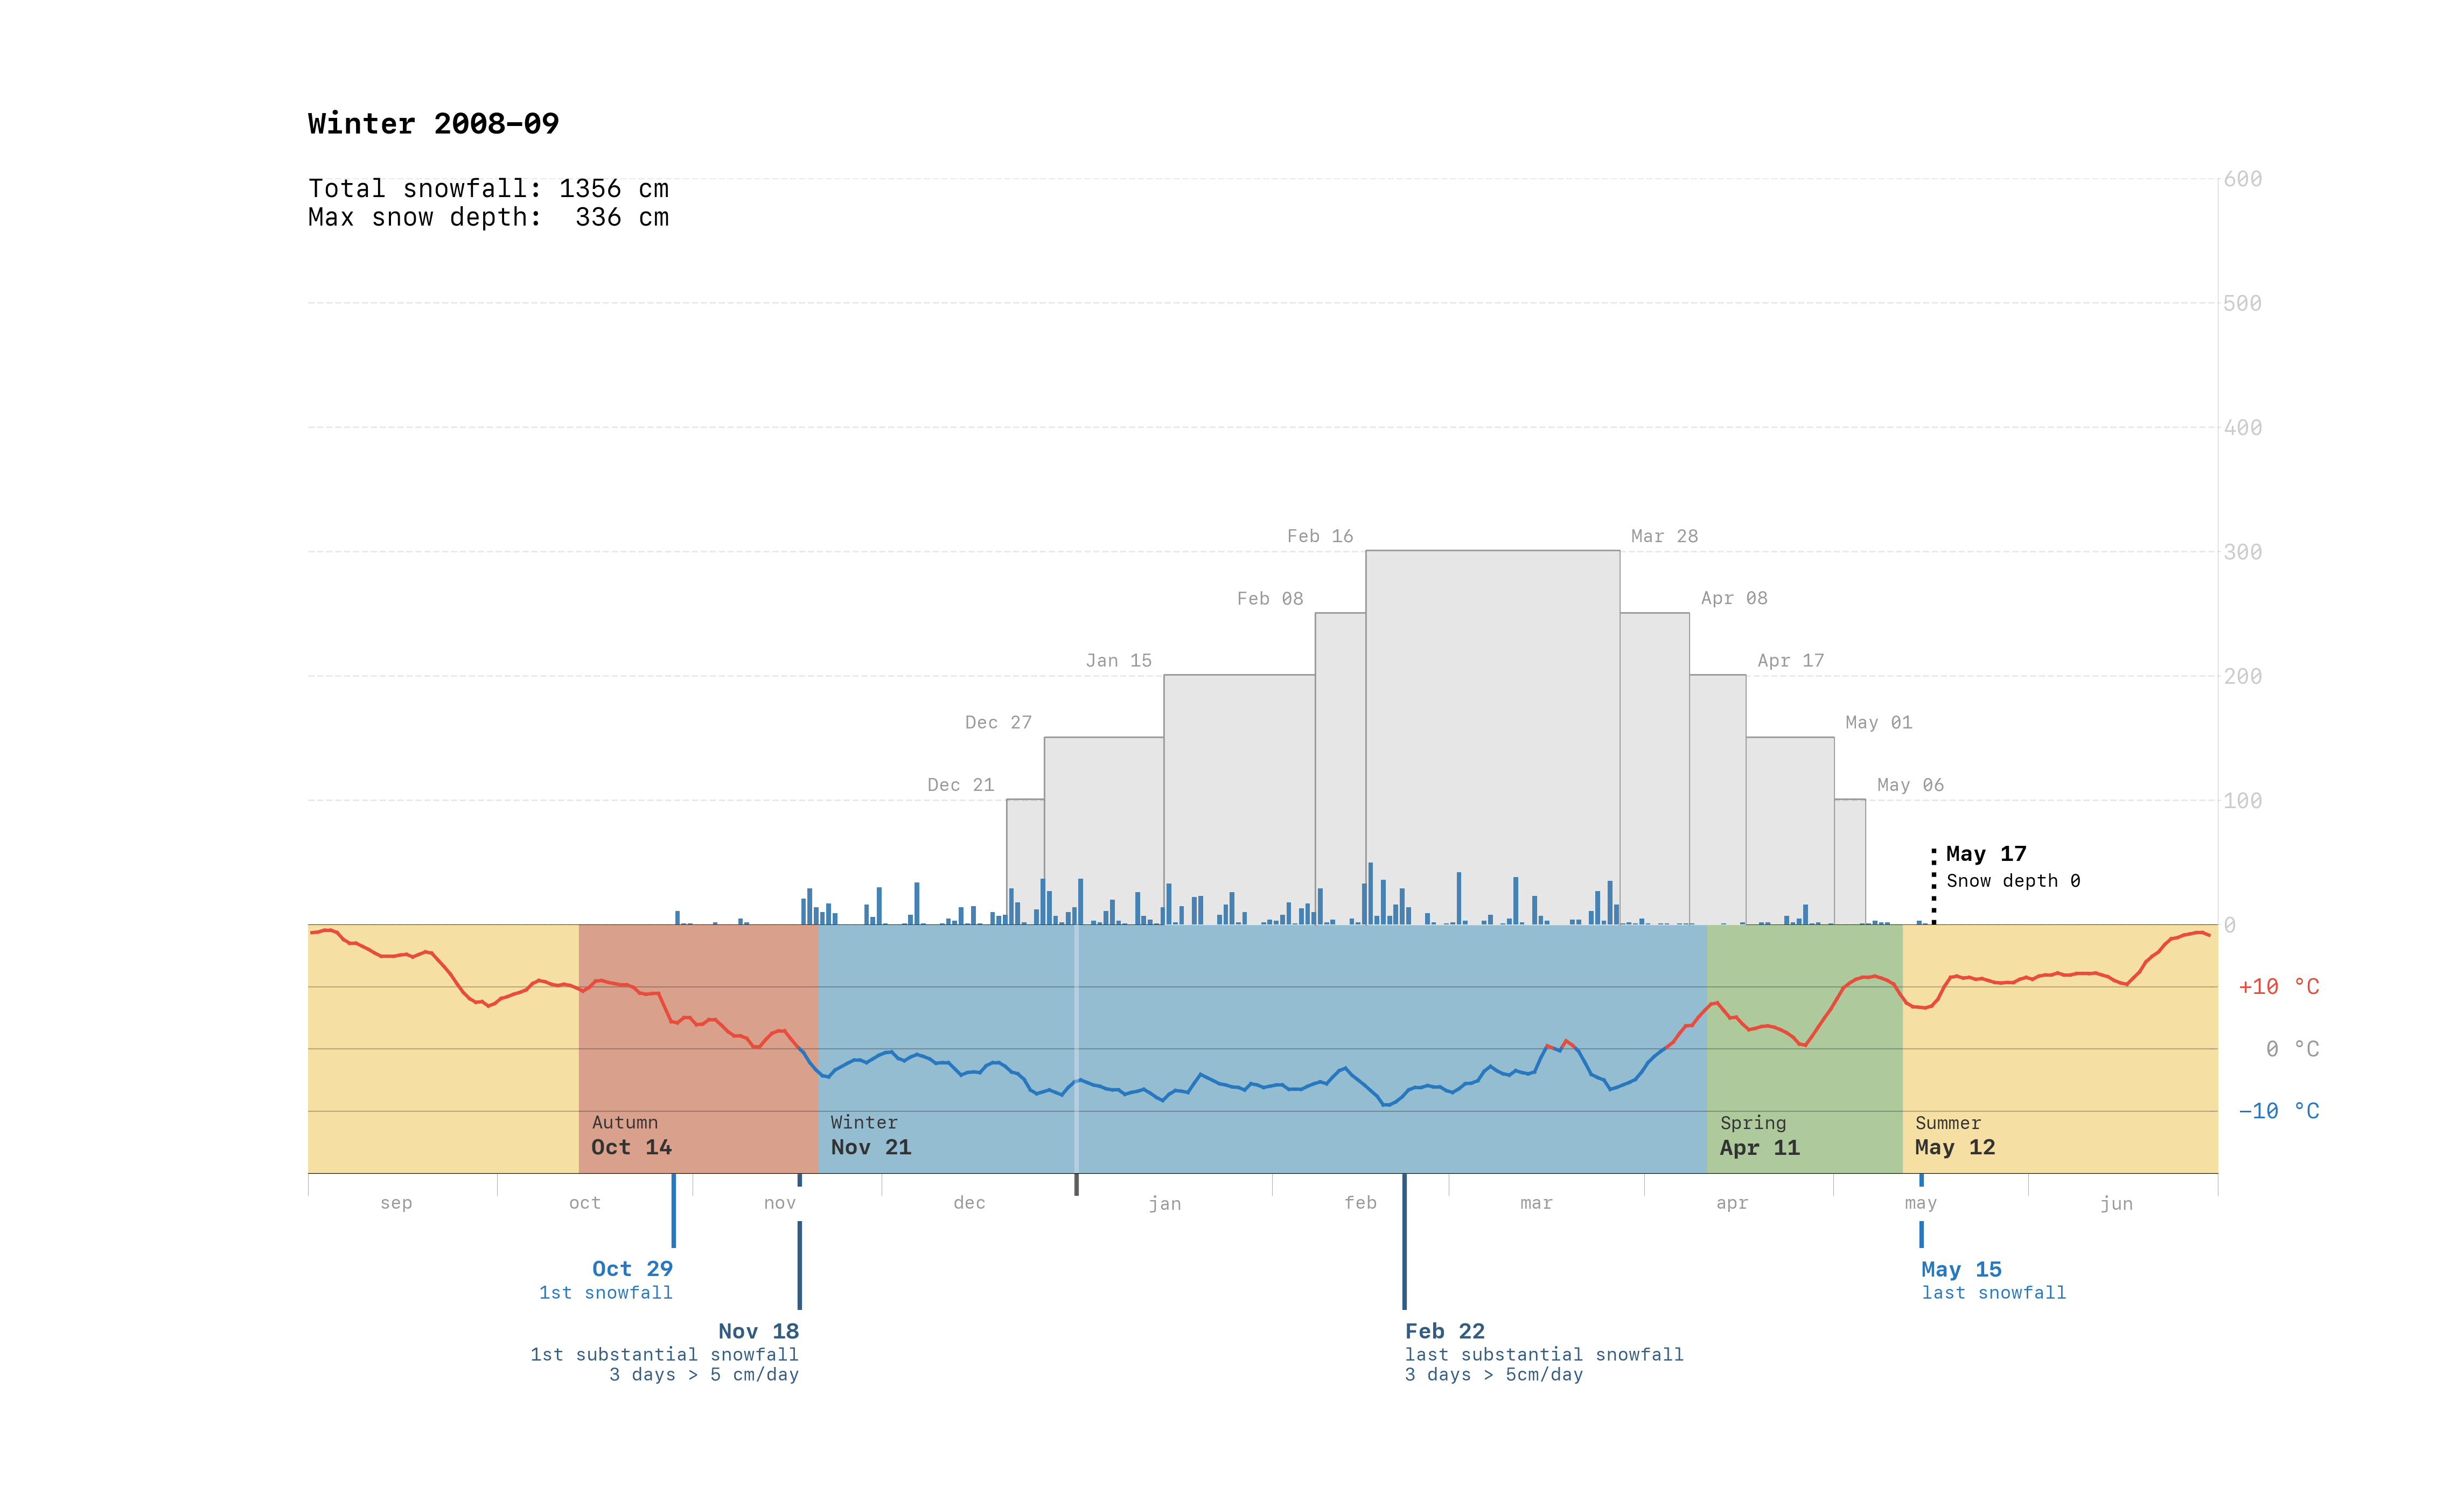 Winter 2008–09
Total snowfall: 1356 cm
Max snow depth:  336 cm
600
500
400
300
200
100
0
Feb 16
Mar 28
Feb 08
Apr 08
Jan 15
Apr 17
Dec 27
May 01
Dec 21
May 06
May 17
Snow depth 0
+10 °C
0 °C
−10 °C
Autumn
Oct 14
Winter
Nov 21
Spring
Apr 11
Summer
May 12
sep
oct
nov
dec
jan
feb
mar
apr
may
jun
Oct 29
1st snowfall
May 15
last snowfall
Nov 18
1st substantial snowfall
3 days > 5 cm/day
Feb 22
last substantial snowfall
3 days > 5cm/day